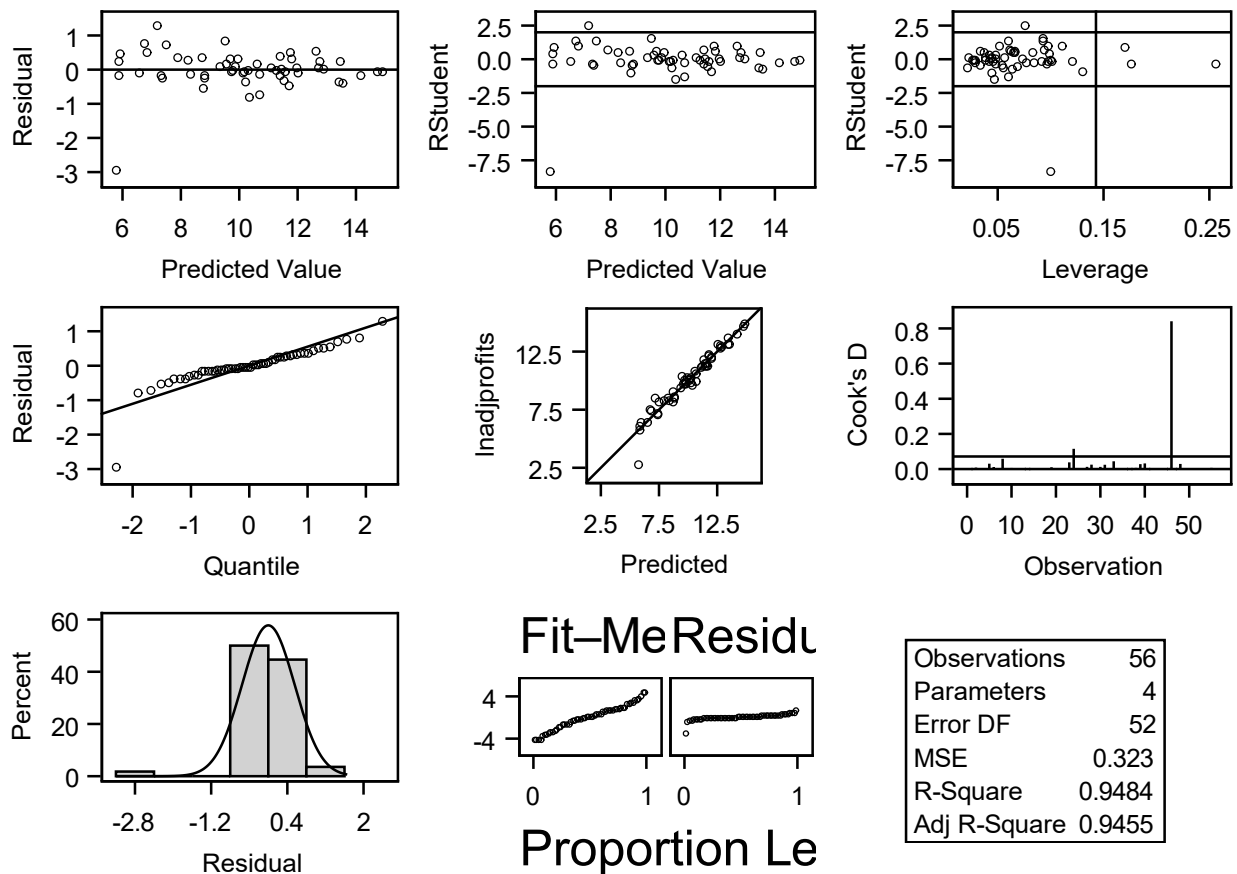 Residual
1
0
-1
-2
-3
6 8 10 12 14
Predicted Value
RStudent
2.5
0.0
-2.5
-5.0
-7.5
6 8 10 12 14
Predicted Value
RStudent
2.5
0.0
-2.5
-5.0
-7.5
0.05 0.15 0.25
Leverage
Residual
1
0
-1
-2
-3
-2 -1 0 1 2
Quantile
lnadjprofits
12.5
7.5
2.5
2.5 7.5 12.5
Predicted
Cook's D
0.8
0.6
0.4
0.2
0.0
0 10 20 30 40 50
Observation
Percent
60
40
20
0
-2.8 -1.2 0.4 2
Residual
Fit–Me Residu
4
-4
0 1 0 1
Proportion Le
Observations 56
Parameters 4
Error DF 52
MSE 0.323
R-Square 0.9484
Adj R-Square 0.9455